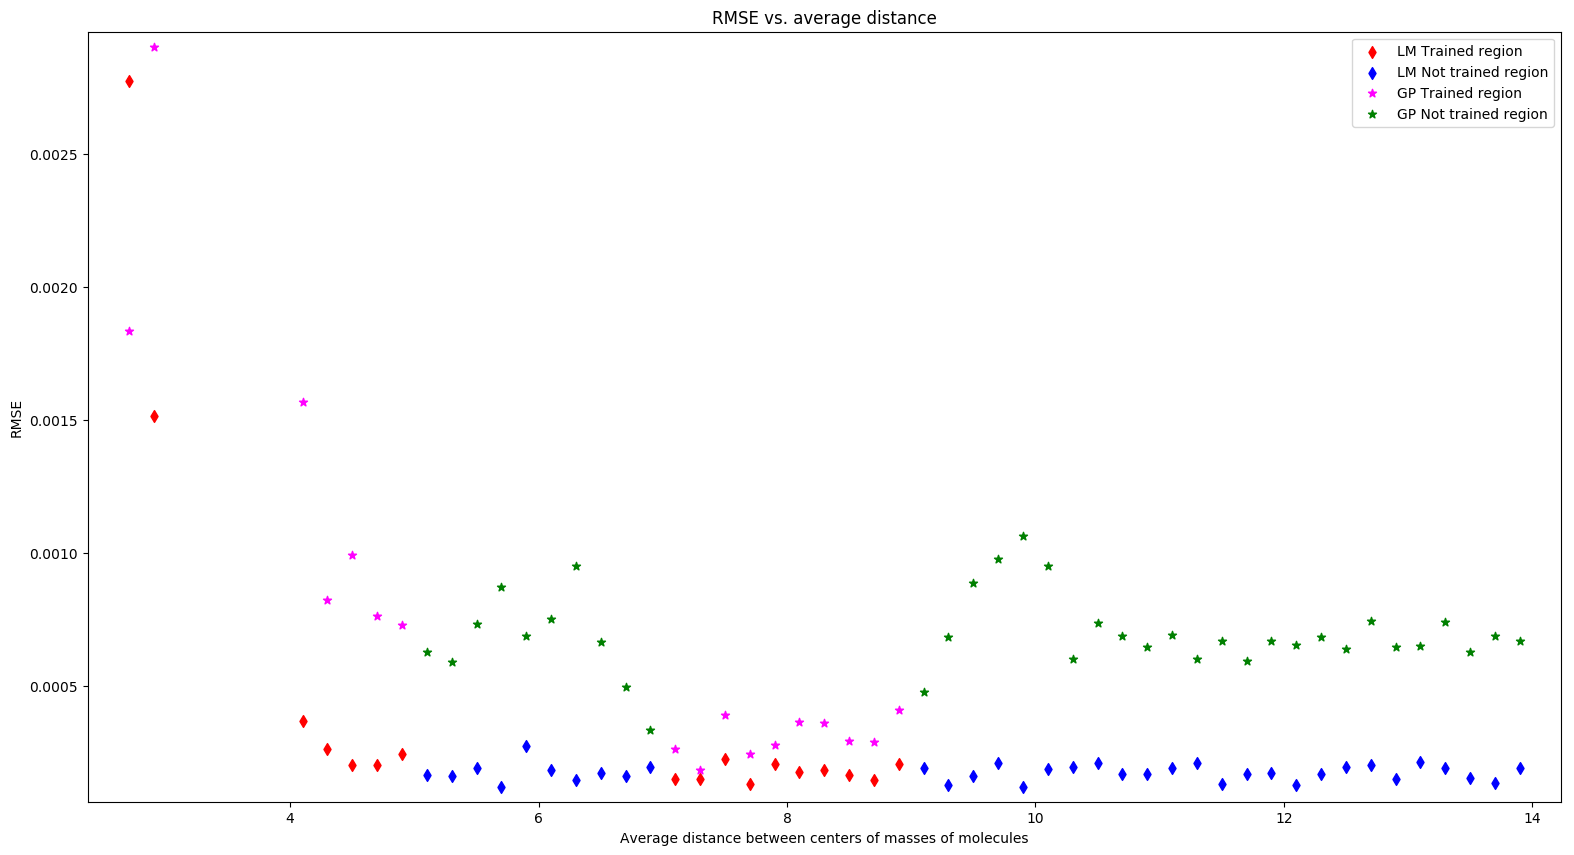 RMSE vs. average distance
LM Trained region
LM Not trained region
GP Trained region
GP Not trained region
0.0025
0.0020
0.0015
0.0010
0.0005
RMSE
4 6 8 10 12 14
Average distance between centers of masses of molecules